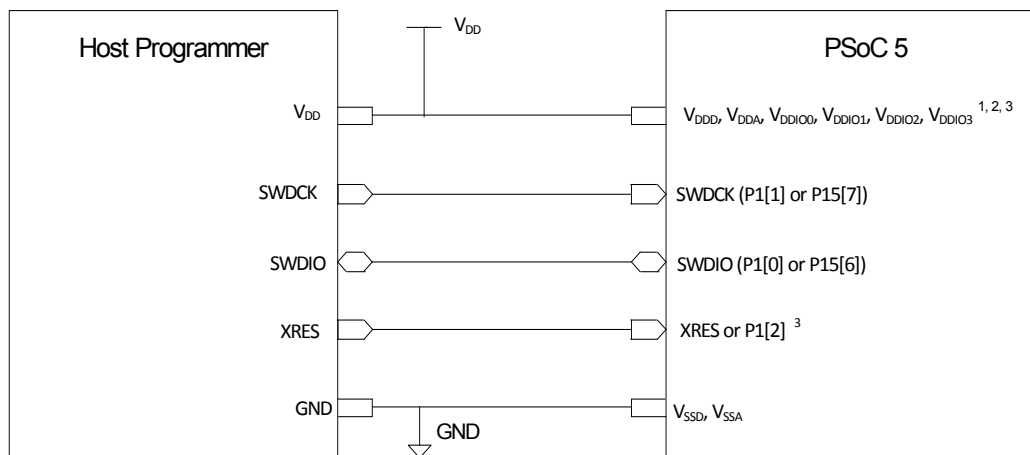 Host Programmer
PSoC 5
V_DD
V_DD
V_DDD, V_DDA, V_DDIO0, V_DDIO1, V_DDIO2, V_DDIO3 1, 2, 3
SWDCK
SWDCK (P1[1] or P15[7])
SWDIO
SWDIO (P1[0] or P15[6])
XRES
XRES or P1[2] 3
GND
GND
V_SSD, V_SSA